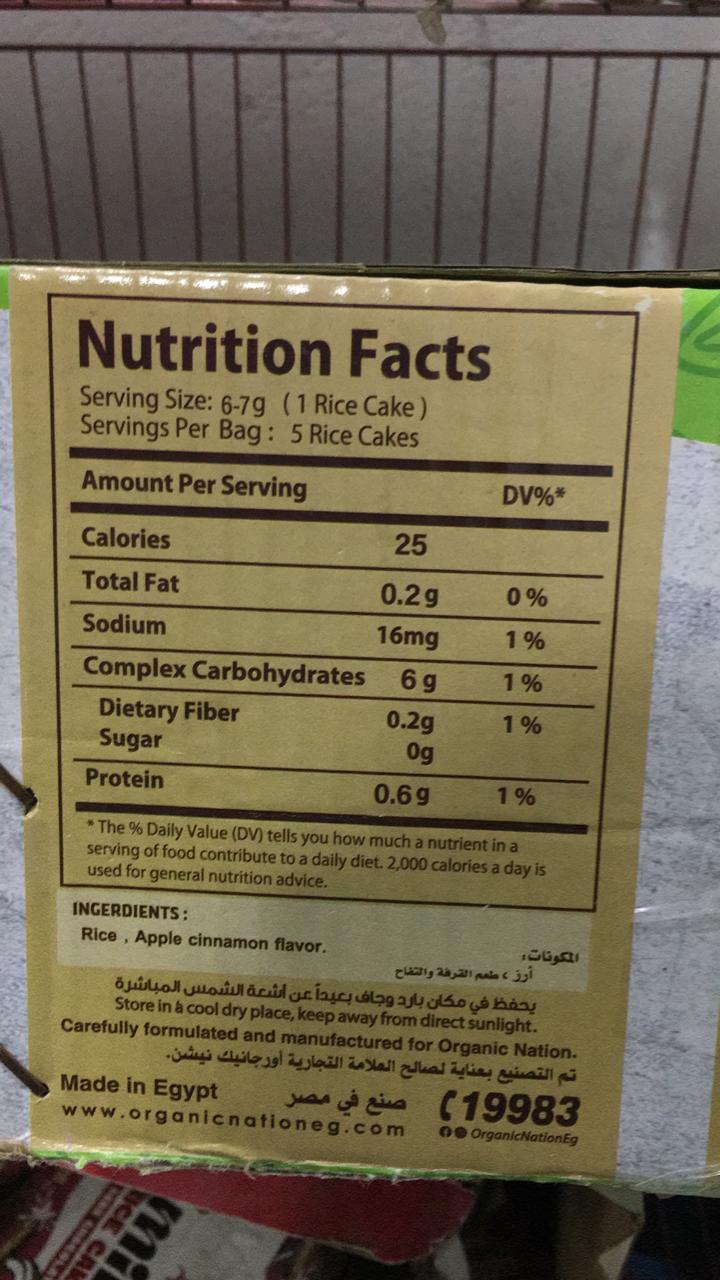 Nutrition Facts
Serving Size: 6-7g ( 1 Rice Cake )
Servings Per Bag : 5 Rice Cakes
Amount Per Serving DV%*
Calories 25
Total Fat 0.2 g 0 %
Sodium 16mg 1 %
Complex Carbohydrates 6 g 1 %
Dietary Fiber 0.2g 1 %
Sugar 0g
Protein 0.6 g 1 %
* The % Daily Value (DV) tells you how much a nutrient in a
serving of food contribute to a daily diet. 2,000 calories a day is
used for general nutrition advice.
INGERDIENTS :
Rice , Apple cinnamon flavor.
المكونات:
أرز ، طعم القرفة والتفاح
يحفظ في مكان بارد وجاف بعيداً عن أشعة الشمس المباشرة
Store in a cool dry place, keep away from direct sunlight.
Carefully formulated and manufactured for Organic Nation.
تم التصنيع بعناية لصالح العلامة التجارية أورجانيك نيشن.
Made in Egypt صنع في مصر 19983
www.organicnationeg.com OrganicNationEg